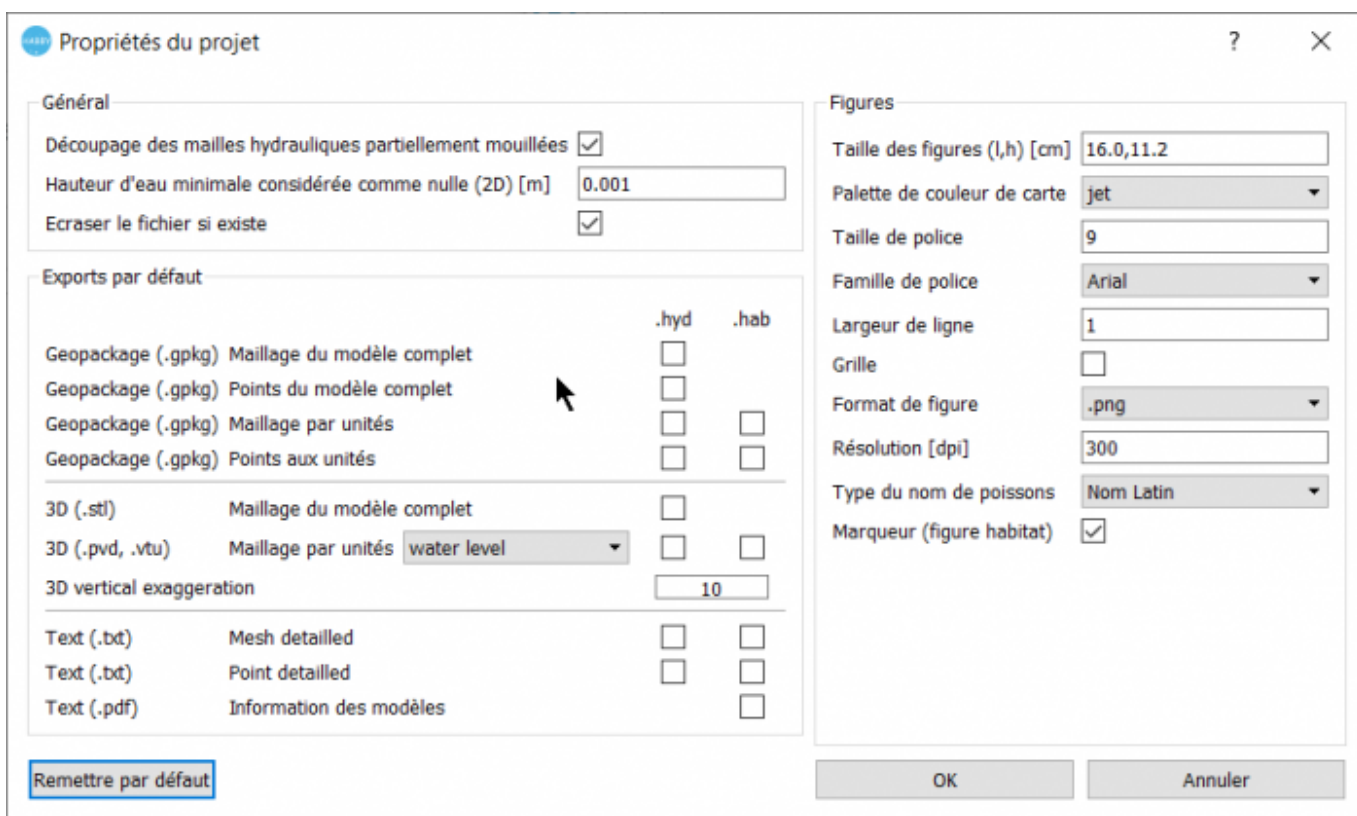 HABBY
Propriétés du projet
?
Général
Découpage des mailles hydrauliques partiellement mouillées
Hauteur d'eau minimale considérée comme nulle (2D) [m] 0.001
Ecraser le fichier si existe
Exports par défaut
.hyd .hab
Geopackage (.gpkg) Maillage du modèle complet
Geopackage (.gpkg) Points du modèle complet
Geopackage (.gpkg) Maillage par unités
Geopackage (.gpkg) Points aux unités
3D (.stl) Maillage du modèle complet
3D (.pvd, .vtu) Maillage par unités water level
3D vertical exaggeration 10
Text (.txt) Mesh detailled
Text (.txt) Point detailled
Text (.pdf) Information des modèles
Figures
Taille des figures (l,h) [cm] 16.0,11.2
Palette de couleur de carte jet
Taille de police 9
Famille de police Arial
Largeur de ligne 1
Grille
Format de figure .png
Résolution [dpi] 300
Type du nom de poissons Nom Latin
Marqueur (figure habitat)
Remettre par défaut
OK
Annuler